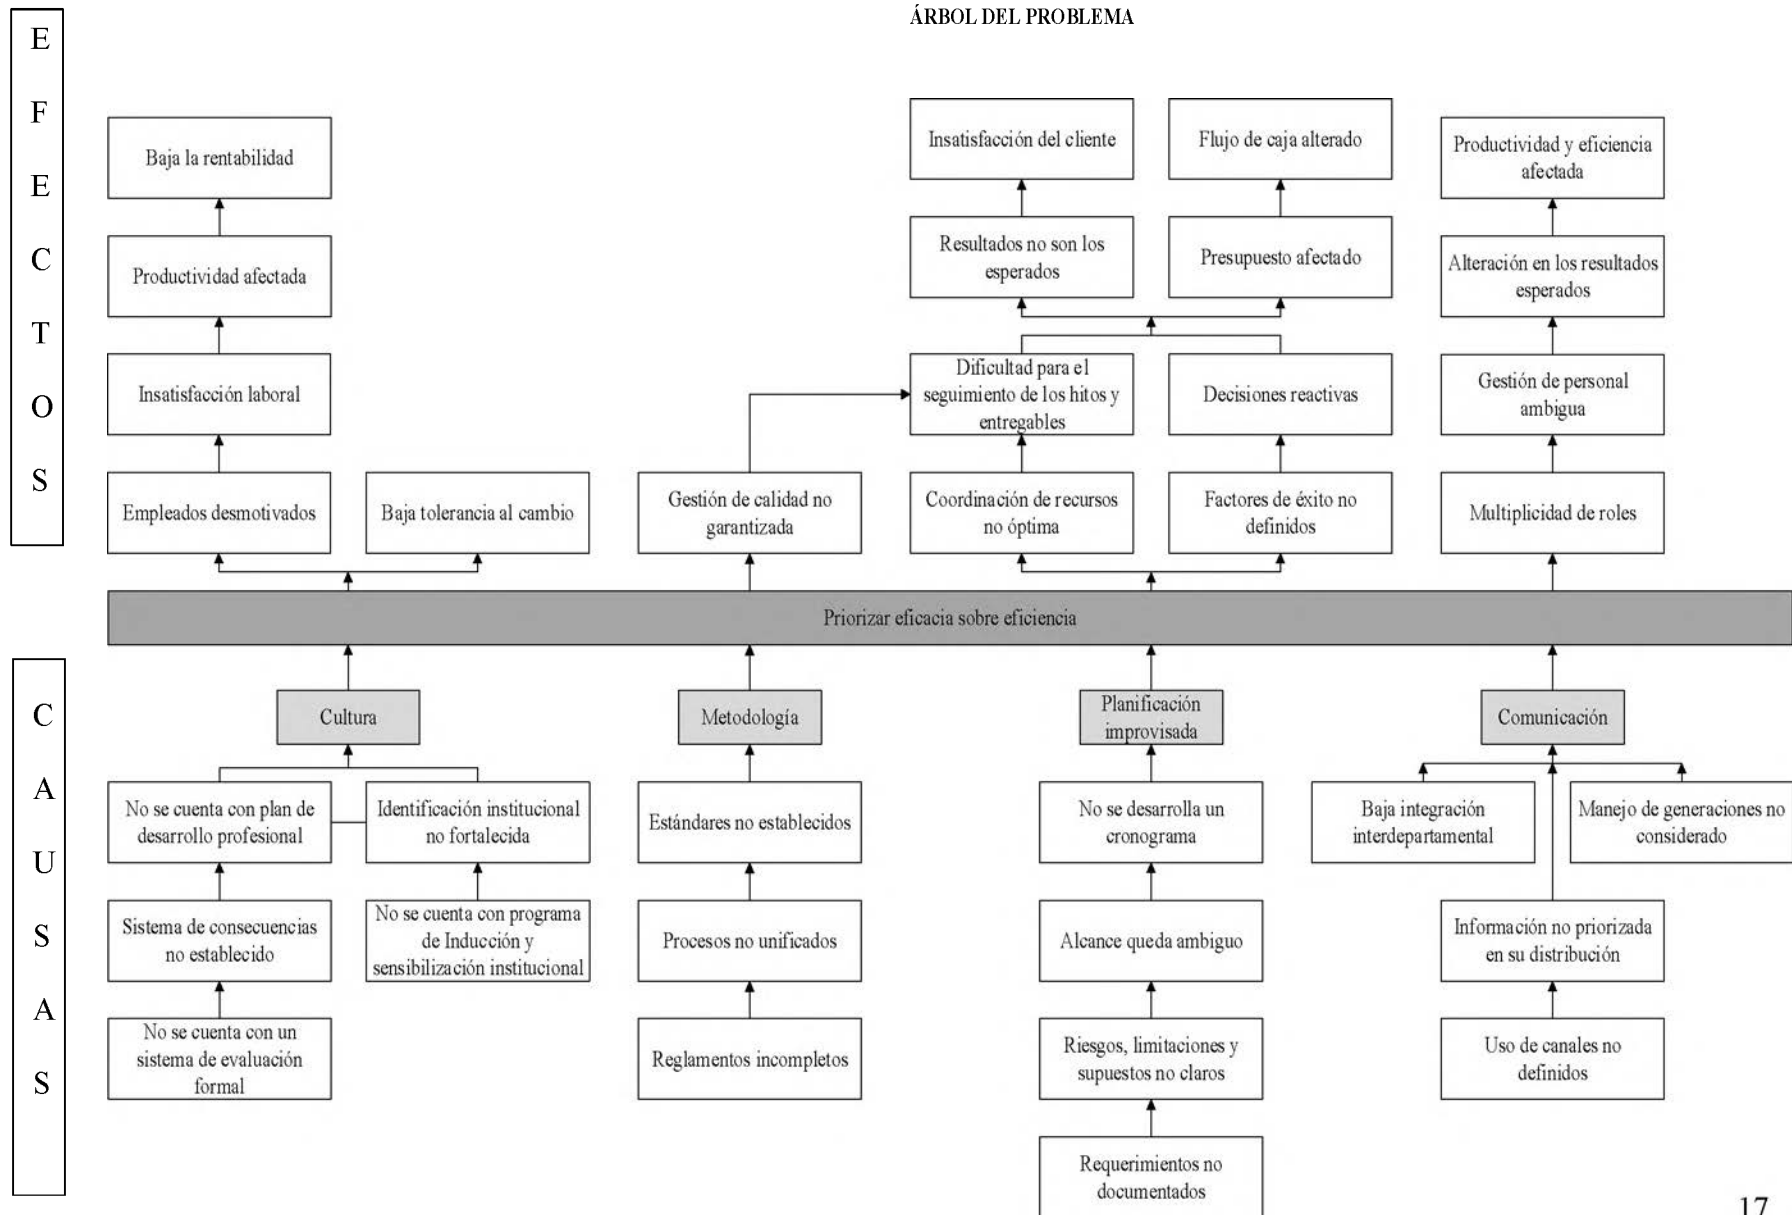 ÁRBOL DEL PROBLEMA
E
F
E
C
T
O
S
Baja la rentabilidad
Productividad afectada
Insatisfacción laboral
Empleados desmotivados
Baja tolerancia al cambio
Gestión de calidad no
garantizada
Insatisfacción del cliente
Flujo de caja alterado
Resultados no son los
esperados
Presupuesto afectado
Dificultad para el
seguimiento de los hitos y
entregables
Decisiones reactivas
Coordinación de recursos
no óptima
Factores de éxito no
definidos
Productividad y eficiencia
afectada
Alteración en los resultados
esperados
Gestión de personal
ambigua
Multiplicidad de roles
Priorizar eficacia sobre eficiencia
C
A
U
S
A
S
Cultura
No se cuenta con plan de
desarrollo profesional
Identificación institucional
no fortalecida
Sistema de consecuencias
no establecido
No se cuenta con programa
de Inducción y
sensibilización institucional
No se cuenta con un
sistema de evaluación
formal
Metodología
Estándares no establecidos
Procesos no unificados
Reglamentos incompletos
Planificación
improvisada
No se desarrolla un
cronograma
Alcance queda ambiguo
Riesgos, limitaciones y
supuestos no claros
Requerimientos no
documentados
Comunicación
Baja integración
interdepartamental
Manejo de generaciones no
considerado
Información no priorizada
en su distribución
Uso de canales no
definidos
17